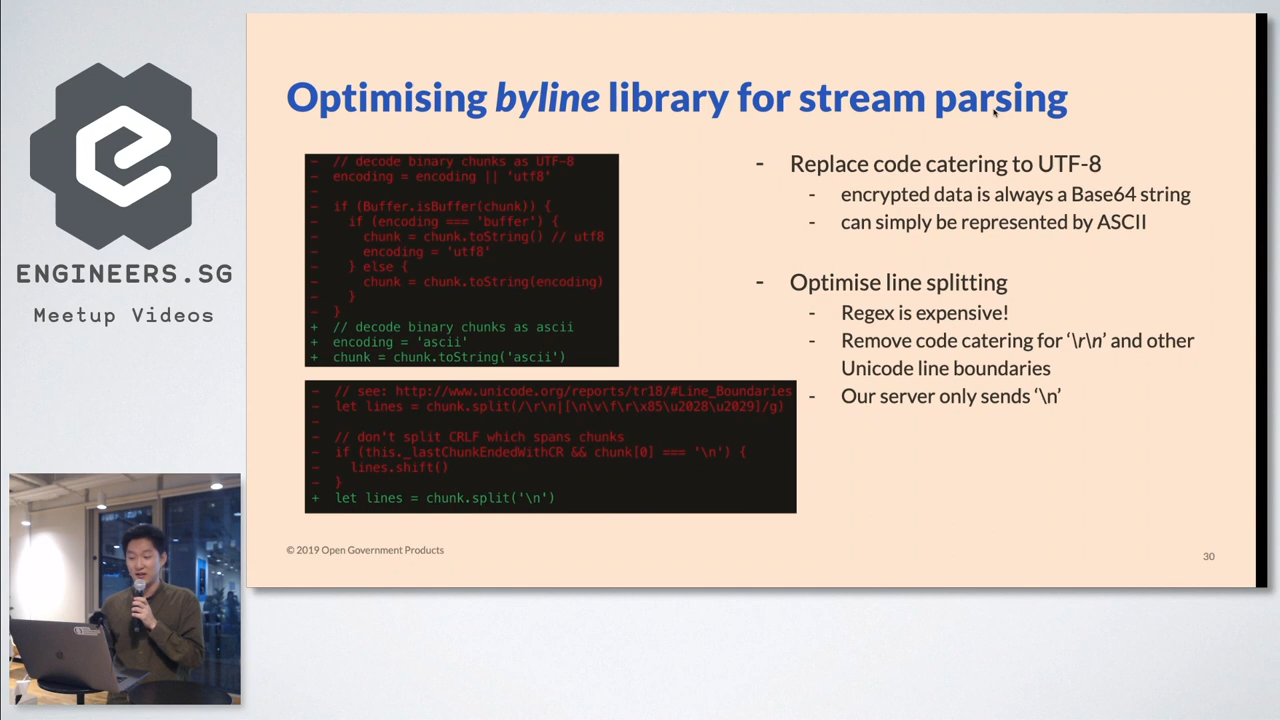 ENGINEERS.SG
Meetup Videos
Optimising byline library for stream parsing
-  // decode binary chunks as UTF-8
-  encoding = encoding || 'utf8'
-
-  if (Buffer.isBuffer(chunk)) {
-    if (encoding === 'buffer') {
-      chunk = chunk.toString() // utf8
-      encoding = 'utf8'
-    } else {
-      chunk = chunk.toString(encoding)
-    }
-  }
+  // decode binary chunks as ascii
+  encoding = 'ascii'
+  chunk = chunk.toString('ascii')
-  // see: http://www.unicode.org/reports/tr18/#Line_Boundaries
-  let lines = chunk.split(/\r\n|[\n\v\f\r\x85\u2028\u2029]/g)
-
-  // don't split CRLF which spans chunks
-  if (this._lastChunkEndedWithCR && chunk[0] === '\n') {
-    lines.shift()
-  }
+  let lines = chunk.split('\n')
- Replace code catering to UTF-8
- encrypted data is always a Base64 string
- can simply be represented by ASCII
- Optimise line splitting
- Regex is expensive!
- Remove code catering for ‘\r\n’ and other
Unicode line boundaries
- Our server only sends ‘\n’
© 2019 Open Government Products
30